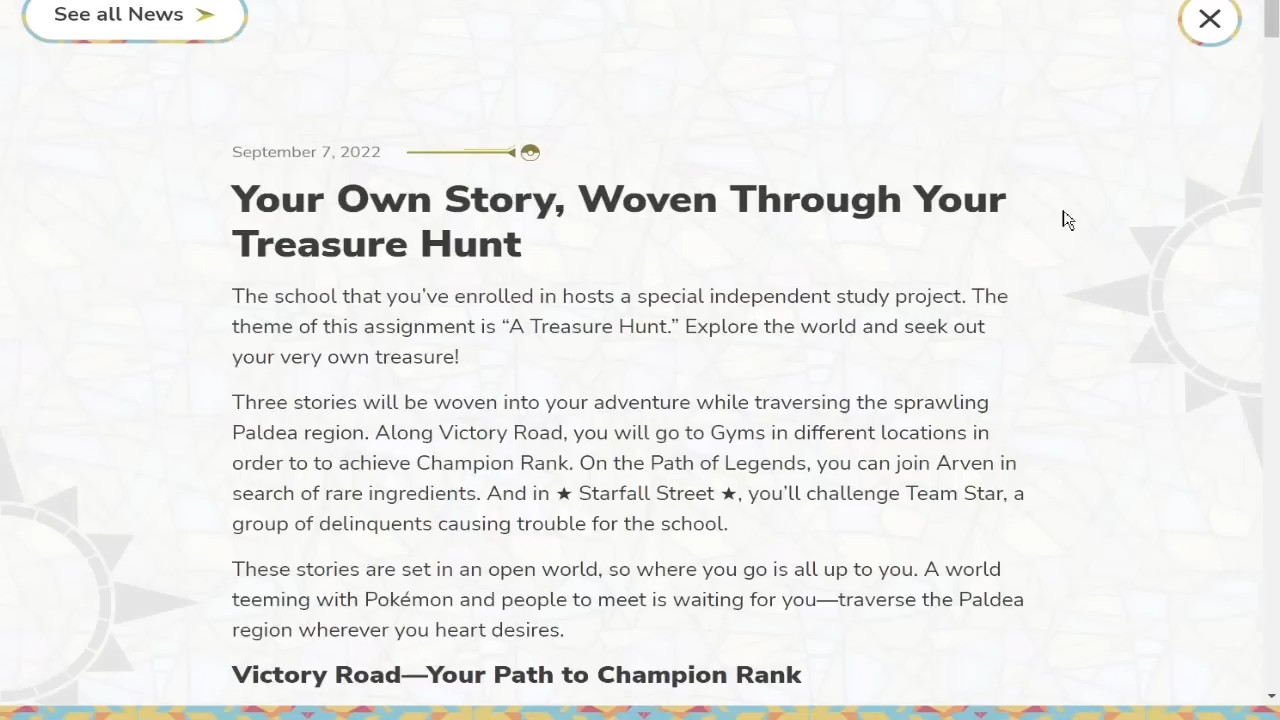 See all News
September 7, 2022
Your Own Story, Woven Through Your
Treasure Hunt
The school that you’ve enrolled in hosts a special independent study project. The
theme of this assignment is “A Treasure Hunt.” Explore the world and seek out
your very own treasure!
Three stories will be woven into your adventure while traversing the sprawling
Paldea region. Along Victory Road, you will go to Gyms in different locations in
order to to achieve Champion Rank. On the Path of Legends, you can join Arven in
search of rare ingredients. And in ★ Starfall Street ★, you’ll challenge Team Star, a
group of delinquents causing trouble for the school.
These stories are set in an open world, so where you go is all up to you. A world
teeming with Pokémon and people to meet is waiting for you—traverse the Paldea
region wherever you heart desires.
Victory Road—Your Path to Champion Rank